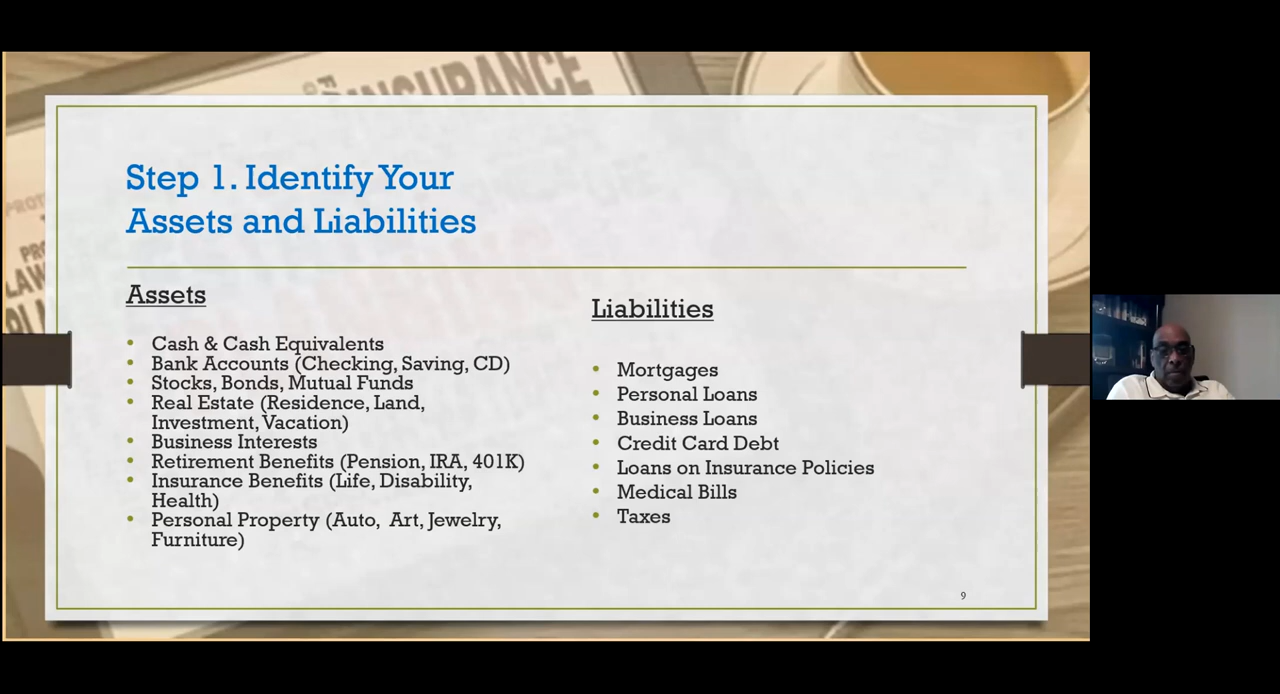 INSURANCE
Step 1. Identify Your
Assets and Liabilities
Assets
• Cash & Cash Equivalents
• Bank Accounts (Checking, Saving, CD)
• Stocks, Bonds, Mutual Funds
• Real Estate (Residence, Land,
Investment, Vacation)
• Business Interests
• Retirement Benefits (Pension, IRA, 401K)
• Insurance Benefits (Life, Disability,
Health)
• Personal Property (Auto, Art, Jewelry,
Furniture)
Liabilities
• Mortgages
• Personal Loans
• Business Loans
• Credit Card Debt
• Loans on Insurance Policies
• Medical Bills
• Taxes
9